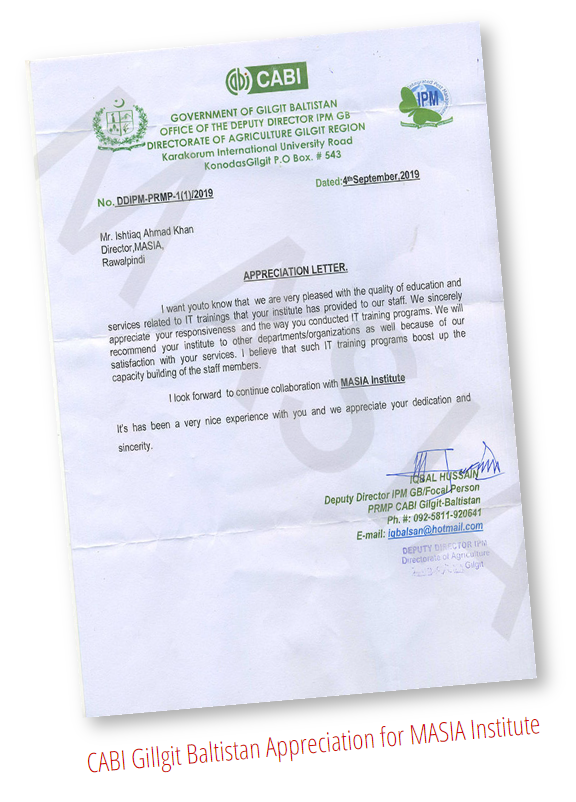 CABI
GOVERNMENT OF GILGIT BALTISTAN
OFFICE OF THE DEPUTY DIRECTOR IPM GB
DIRECTORATE OF AGRICULTURE GILGIT REGION
Karakorum International University Road
KonodasGilgit P.O Box. # 543
IPM
No. DDIPM-PRMP-1(1)/2019
Dated:4thSeptember,2019
Mr. Ishtiaq Ahmad Khan
Director,MASIA,
Rawalpindi
APPRECIATION LETTER.
I want youto know that we are very pleased with the quality of education and
services related to IT trainings that your institute has provided to our staff. We sincerely
appreciate your responsiveness and the way you conducted IT training programs. We will
recommend your institute to other departments/organizations as well because of our
satisfaction with your services. I believe that such IT training programs boost up the
capacity building of the staff members.
I look forward to continue collaboration with MASIA Institute
It's has been a very nice experience with you and we appreciate your dedication and
sincerity.
IQBAL HUSSAIN
Deputy Director IPM GB/Focal Person
PRMP CABI Gilgit-Baltistan
Ph. #: 092-5811-920641
E-mail: iqbalsan@hotmail.com
DEPUTY DIRECTOR IPM
Directorate of Agriculture
Gilgit
MASIA
CABI Gillgit Baltistan Appreciation for MASIA Institute